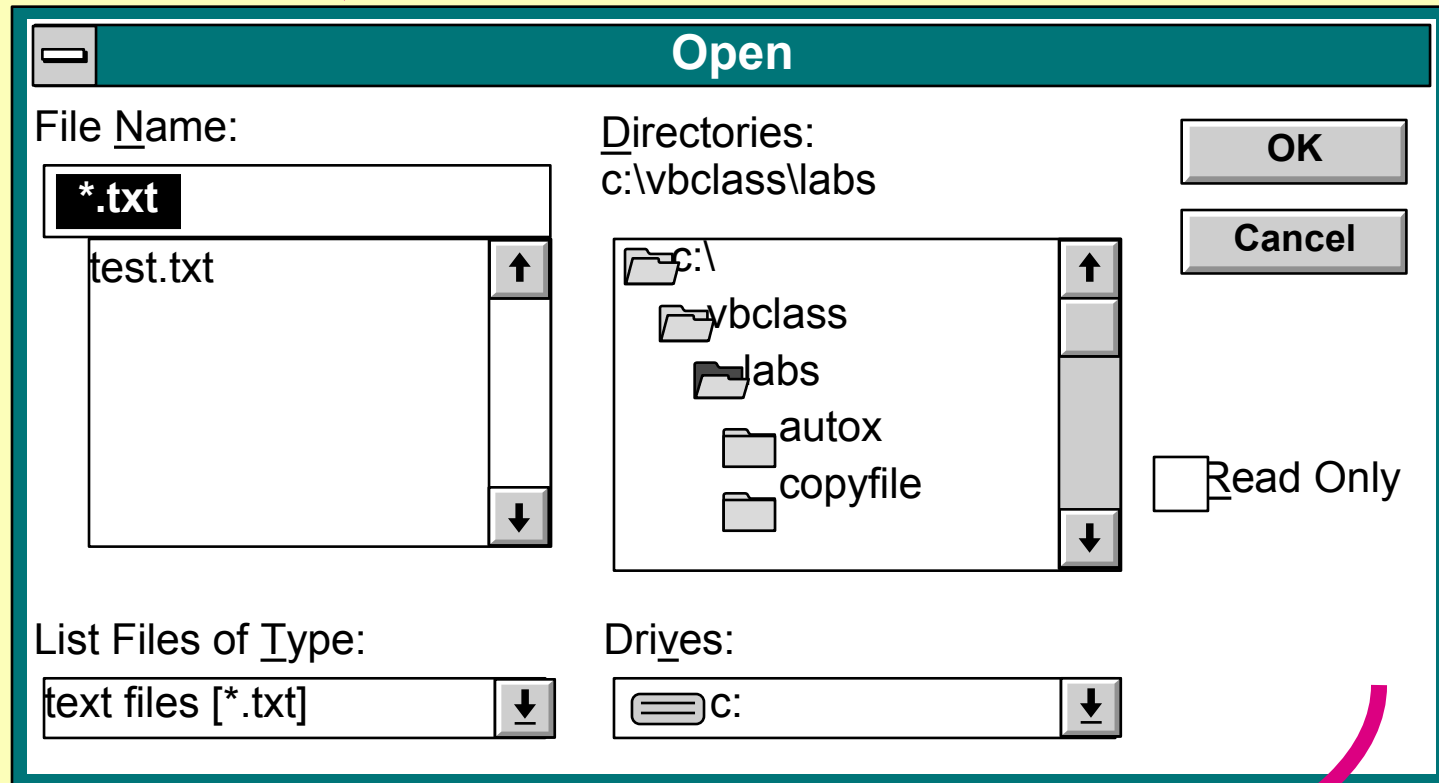 Open
File Name:
*.txt
test.txt
Directories:
c:\vbclass\labs
c:\
vbclass
labs
autox
copyfile
OK
Cancel
Read Only
List Files of Type:
text files [*.txt]
Drives:
c: